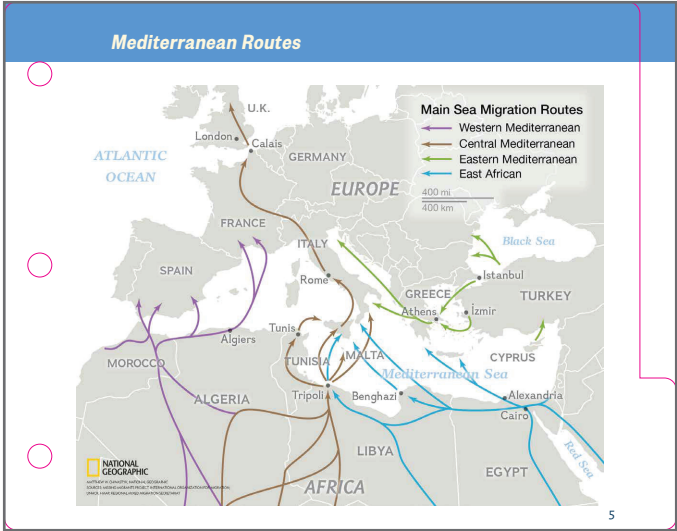 Mediterranean Routes
U.K.
London
Calais
ATLANTIC
OCEAN
GERMANY
EUROPE
Main Sea Migration Routes
Western Mediterranean
Central Mediterranean
Eastern Mediterranean
East African
400 mi
400 km
FRANCE
ITALY
Black Sea
SPAIN
Rome
Istanbul
GREECE
TURKEY
Athens
İzmir
Tunis
Algiers
MOROCCO
TUNISIA
MALTA
CYPRUS
Mediterranean Sea
ALGERIA
Tripoli
Benghazi
Alexandria
Cairo
LIBYA
EGYPT
Red Sea
AFRICA
NATIONAL
GEOGRAPHIC
5